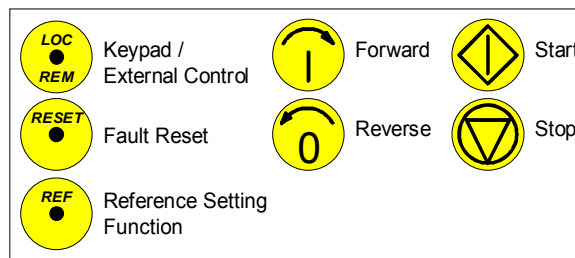 LOC
REM
Keypad /
External Control
I
Forward
Start
RESET
Fault Reset
0
Reverse
Stop
REF
Reference Setting
Function